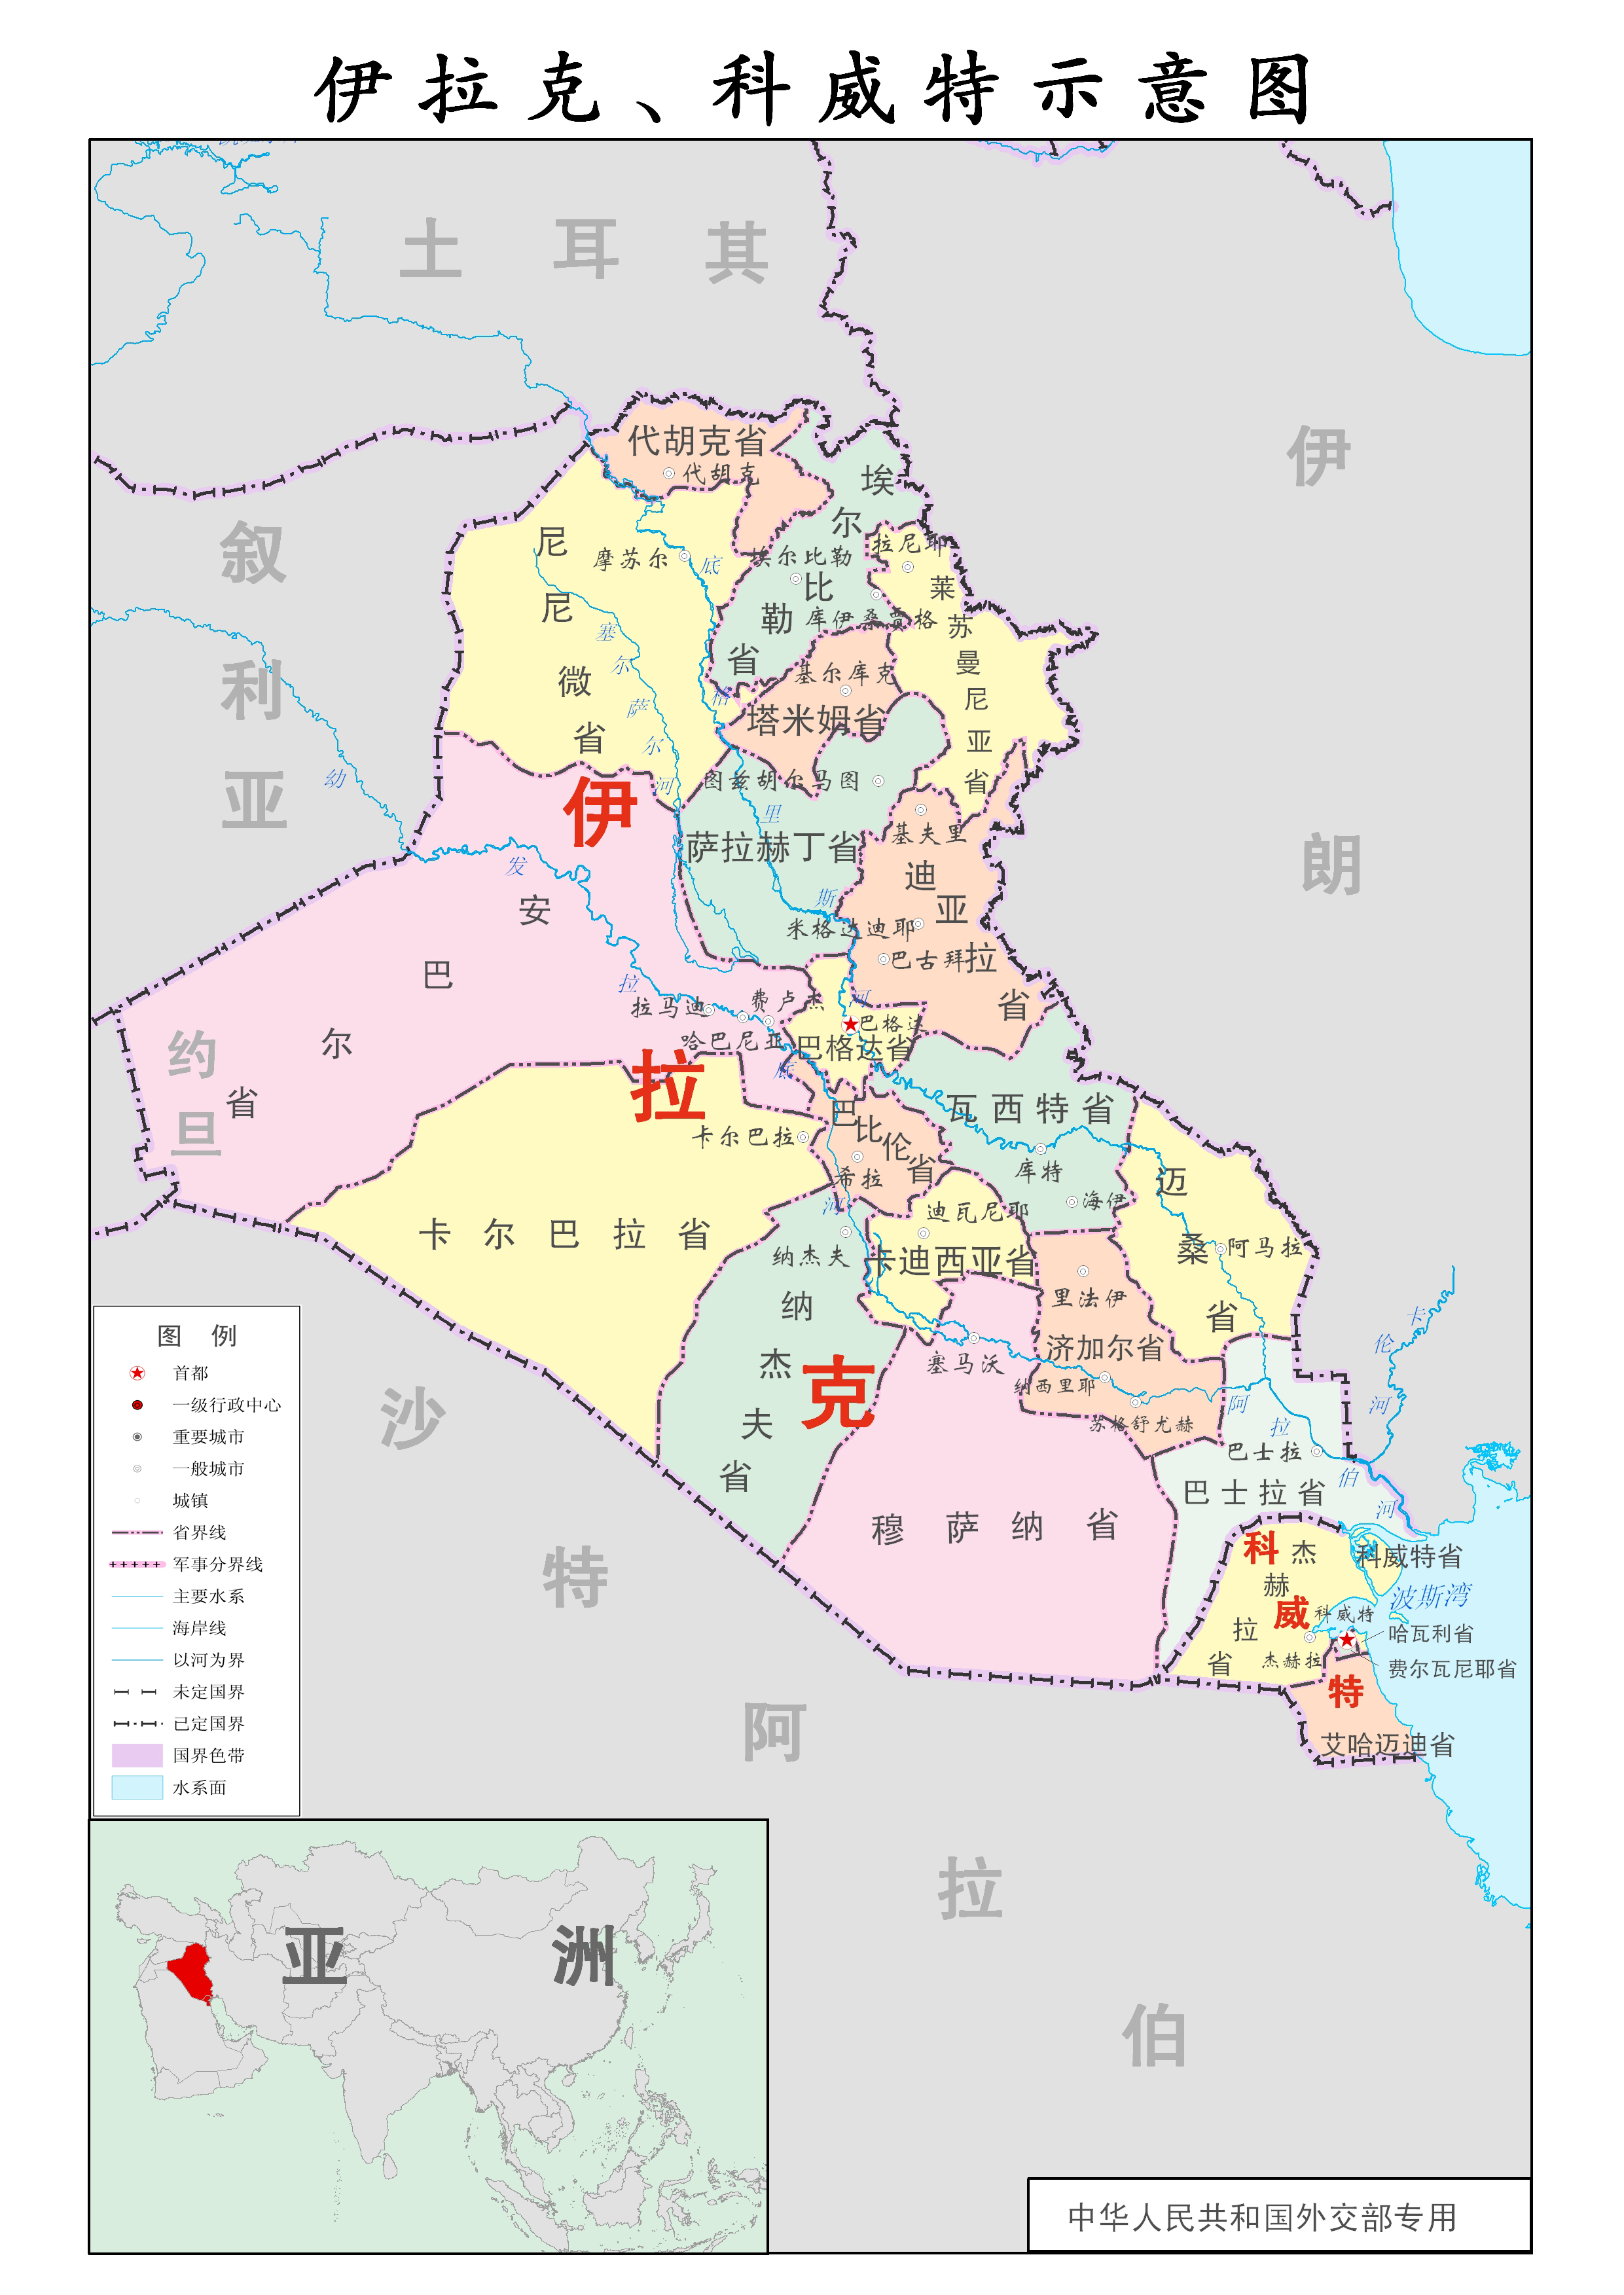 伊拉克、科威特示意图
土耳其
伊朗
叙利亚
约旦
沙特阿拉伯
伊拉克
科威特
代胡克省
代胡克
尼尼微省
摩苏尔
埃尔比勒省
埃尔比勒
拉尼耶
库伊桑贾格
苏莱曼尼亚省
基尔库克
塔米姆省
图兹胡尔马图
萨拉赫丁省
基夫里
迪亚拉省
米格达迪耶
巴古拜
安巴尔省
拉马迪
费卢杰
哈巴尼亚
巴格达
巴格达省
瓦西特省
库特
海伊
卡尔巴拉
卡尔巴拉省
巴比伦省
希拉
迪瓦尼耶
卡迪西亚省
纳杰夫
纳杰夫省
迈桑省
阿马拉
里法伊
济加尔省
纳西里耶
苏格舒尤赫
塞马沃
穆萨纳省
巴士拉
巴士拉省
杰赫拉省
杰赫拉
科威特省
科威特
哈瓦利省
费尔瓦尼耶省
艾哈迈迪省
波斯湾
底格里斯河
塞尔萨尔河
幼发拉底河
阿拉伯河
卡伦河
图 例
首都
一级行政中心
重要城市
一般城市
城镇
省界线
军事分界线
主要水系
海岸线
以河为界
未定国界
已定国界
国界色带
水系面
亚洲
中华人民共和国外交部专用